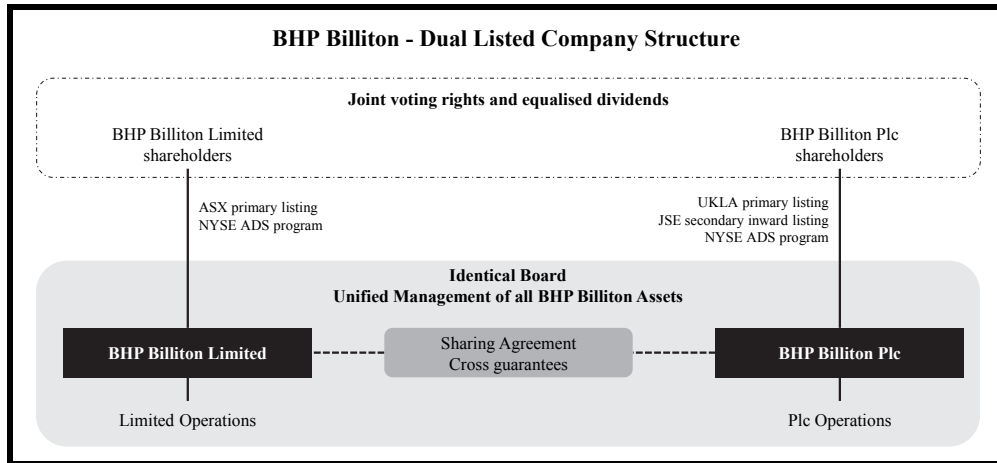 BHP Billiton - Dual Listed Company Structure
Joint voting rights and equalised dividends
BHP Billiton Limited
shareholders
BHP Billiton Plc
shareholders
ASX primary listing
NYSE ADS program
UKLA primary listing
JSE secondary inward listing
NYSE ADS program
Identical Board
Unified Management of all BHP Billiton Assets
BHP Billiton Limited
Sharing Agreement
Cross guarantees
BHP Billiton Plc
Limited Operations
Plc Operations